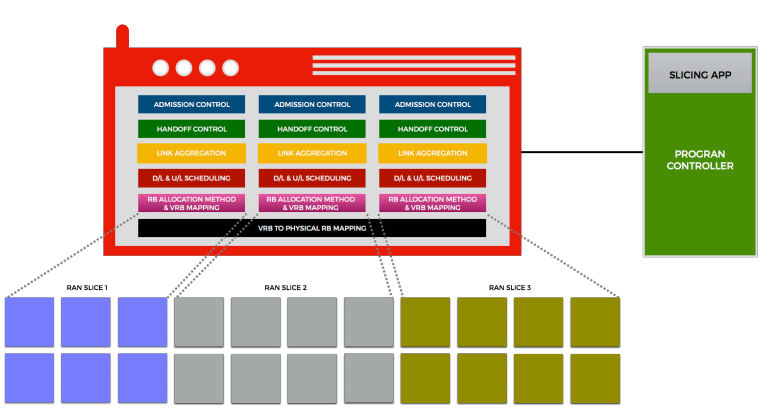 SLICING APP
PROGRAN
CONTROLLER
ADMISSION CONTROL ADMISSION CONTROL ADMISSION CONTROL
HANDOFF CONTROL HANDOFF CONTROL HANDOFF CONTROL
LINK AGGREGATION LINK AGGREGATION LINK AGGREGATION
D/L & U/L SCHEDULING D/L & U/L SCHEDULING D/L & U/L SCHEDULING
RB ALLOCATION METHOD RB ALLOCATION METHOD RB ALLOCATION METHOD
& VRB MAPPING & VRB MAPPING & VRB MAPPING
VRB TO PHYSICAL RB MAPPING
RAN SLICE 1 RAN SLICE 2 RAN SLICE 3